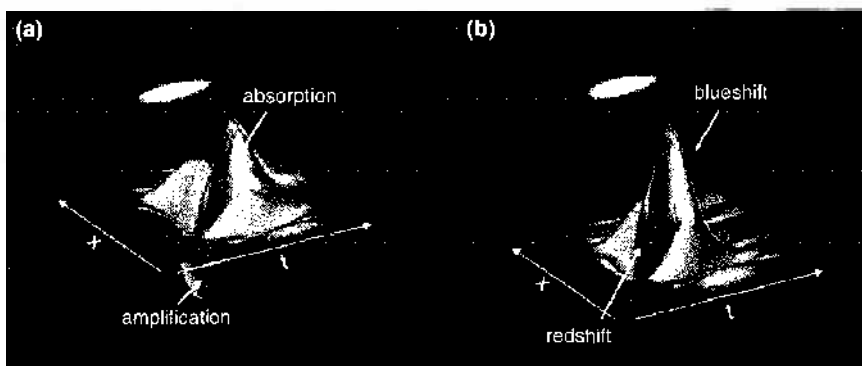 (a)
absorption
x
t
amplification
(b)
blueshift
x
t
redshift